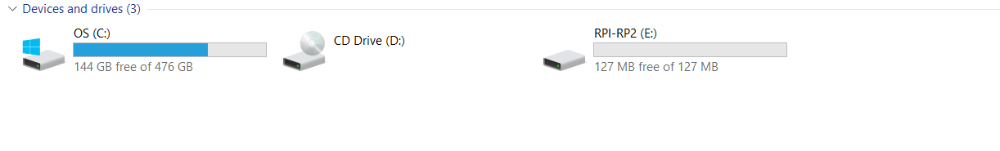 Devices and drives (3)
OS (C:)
144 GB free of 476 GB
CD Drive (D:)
RPI-RP2 (E:)
127 MB free of 127 MB